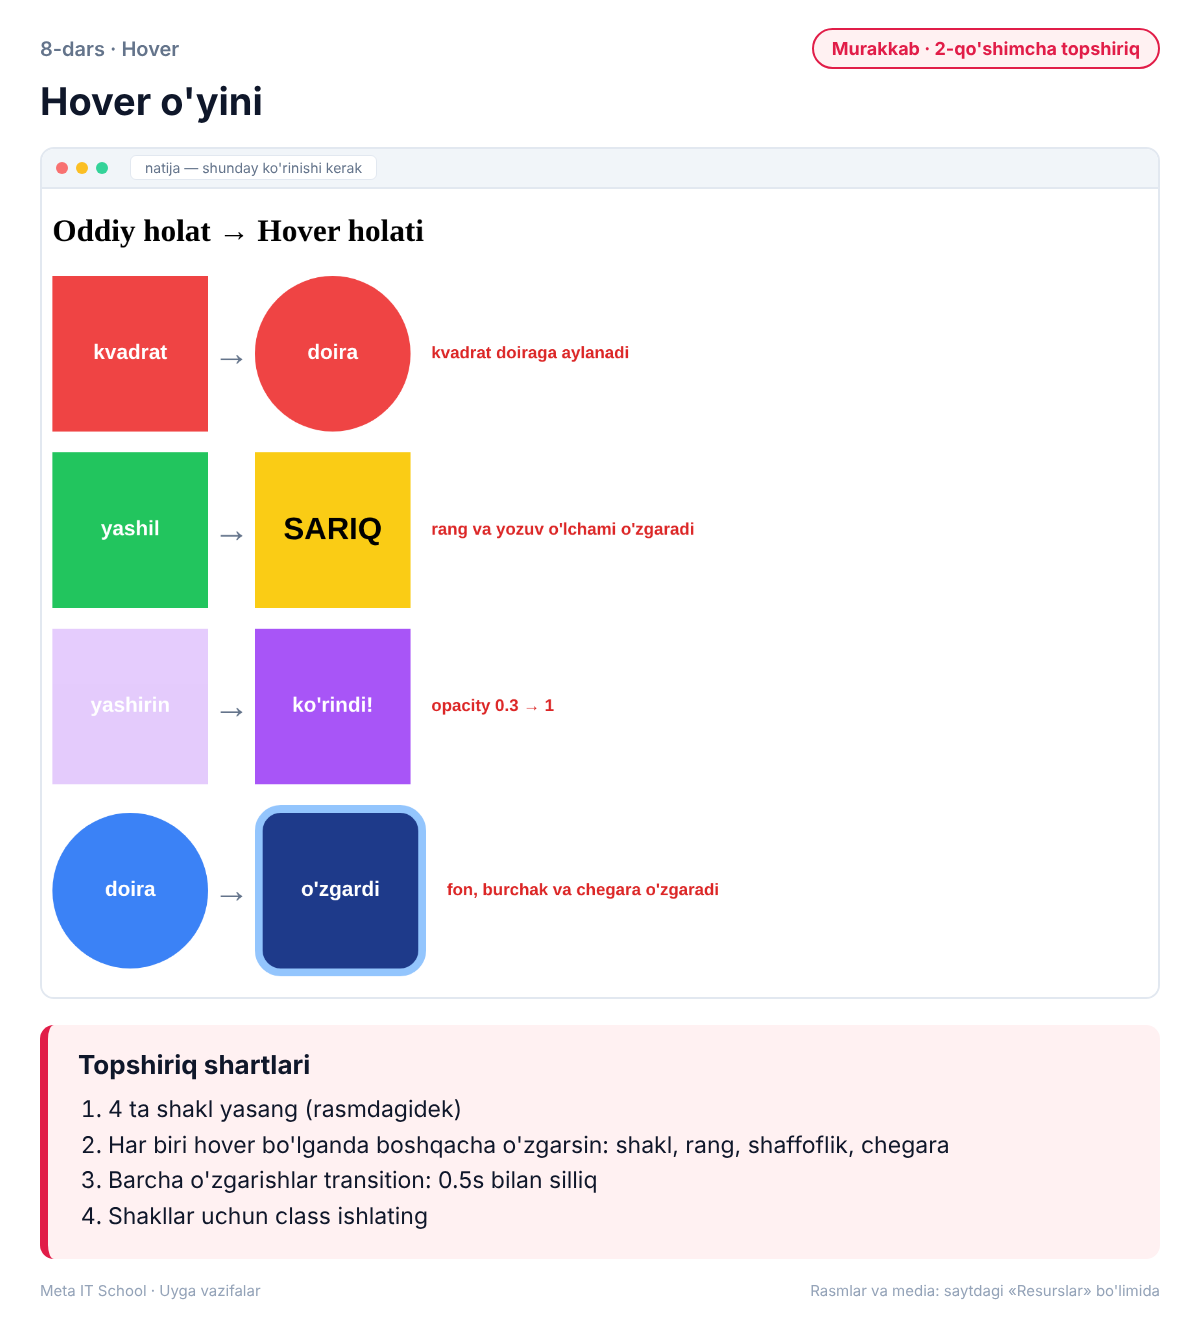 8-dars · Hover
Murakkab · 2-qo'shimcha topshiriq
Hover o'yini
natija — shunday ko'rinishi kerak
Oddiy holat → Hover holati
kvadrat → doira kvadrat doiraga aylanadi
yashil → SARIQ rang va yozuv o'lchami o'zgaradi
yashirin → ko'rindi! opacity 0.3 → 1
doira → o'zgardi fon, burchak va chegara o'zgaradi
Topshiriq shartlari
1. 4 ta shakl yasang (rasmdagidek)
2. Har biri hover bo'lganda boshqacha o'zgarsin: shakl, rang, shaffoflik, chegara
3. Barcha o'zgarishlar transition: 0.5s bilan silliq
4. Shakllar uchun class ishlating
Meta IT School · Uyga vazifalar
Rasmlar va media: saytdagi «Resurslar» bo'limida